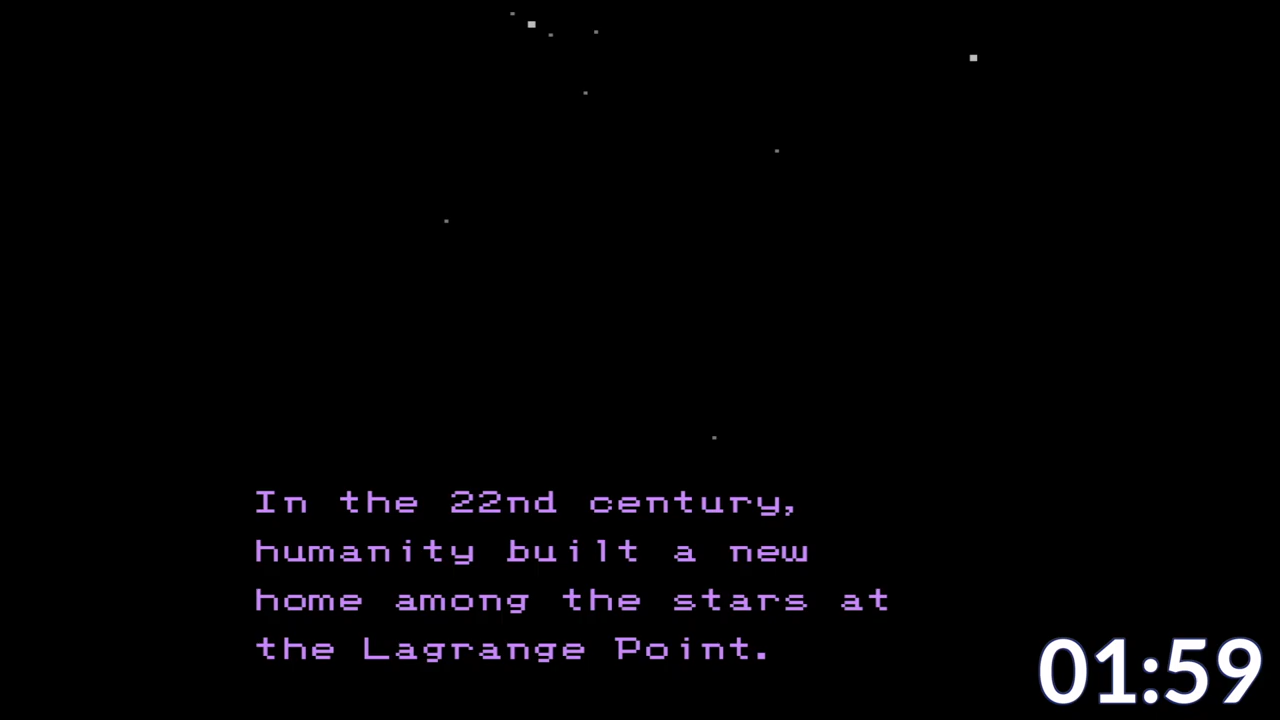 In the 22nd century,
humanity built a new
home among the stars at
the Lagrange Point.
01:59